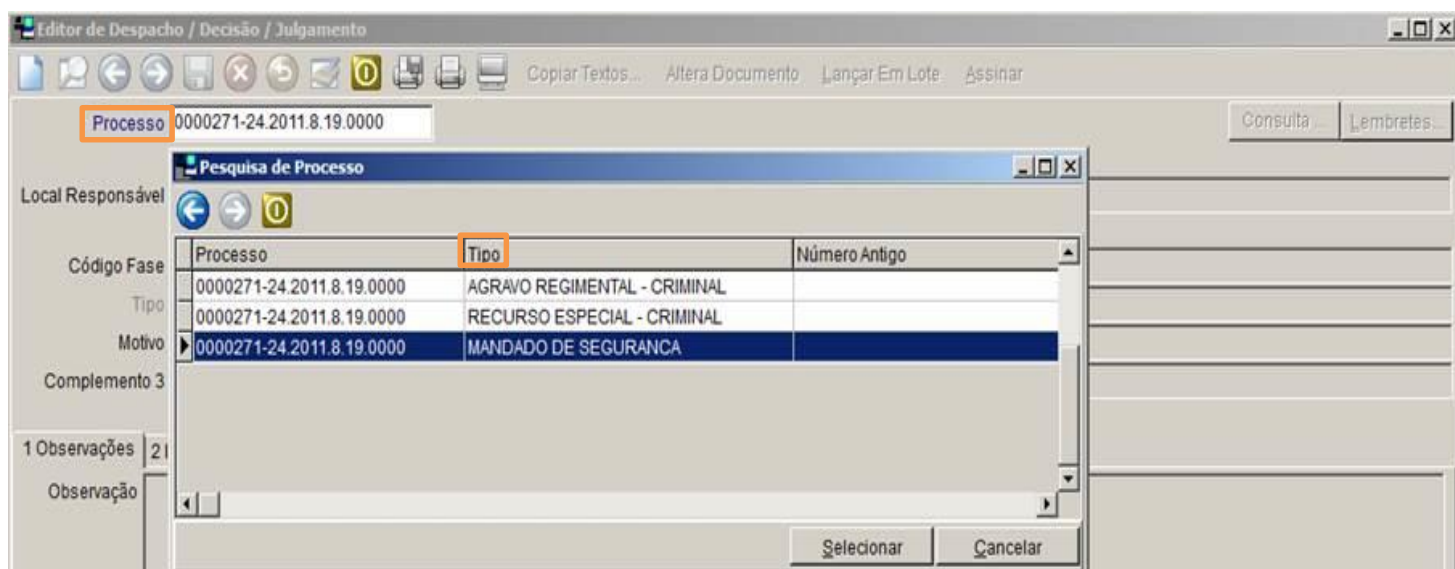 Editor de Despacho / Decisão / Julgamento
Copiar Textos... Altera Documento Lançar Em Lote Assinar
Processo 0000271-24.2011.8.19.0000 Consulta ... Lembretes...
Pesquisa de Processo
Local Responsável
Processo Tipo Número Antigo
Código Fase
0000271-24.2011.8.19.0000 AGRAVO REGIMENTAL - CRIMINAL
Tipo
0000271-24.2011.8.19.0000 RECURSO ESPECIAL - CRIMINAL
Motivo 0000271-24.2011.8.19.0000 MANDADO DE SEGURANCA
Complemento 3
1 Observações 2
Observação
Selecionar Cancelar